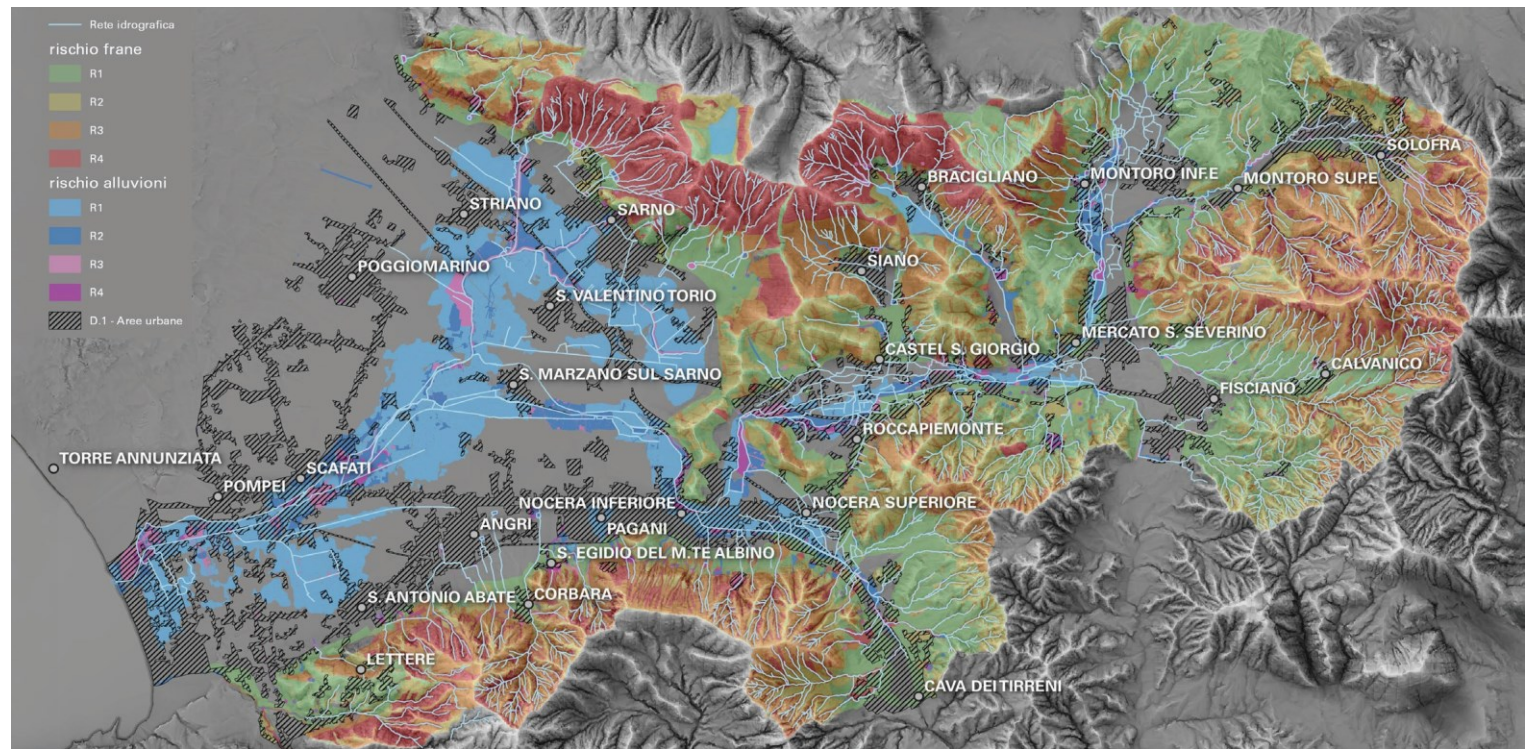 Rete idrografica
rischio frane
R1
R2
R3
R4
rischio alluvioni
R1
R2
R3
R4
D.1 - Aree urbane
SOLOFRA
BRACIGLIANO
MONTORO INF.E
MONTORO SUP.E
STRIANO
SARNO
SIANO
POGGIOMARINO
S. VALENTINO TORIO
MERCATO S. SEVERINO
CASTEL S. GIORGIO
S. MARZANO SUL SARNO
CALVANICO
FISCIANO
ROCCAPIEMONTE
TORRE ANNUNZIATA
SCAFATI
POMPEI
NOCERA INFERIORE
NOCERA SUPERIORE
ANGRI
PAGANI
S. EGIDIO DEL M.TE ALBINO
S. ANTONIO ABATE
CORBARA
LETTERE
CAVA DEI TIRRENI